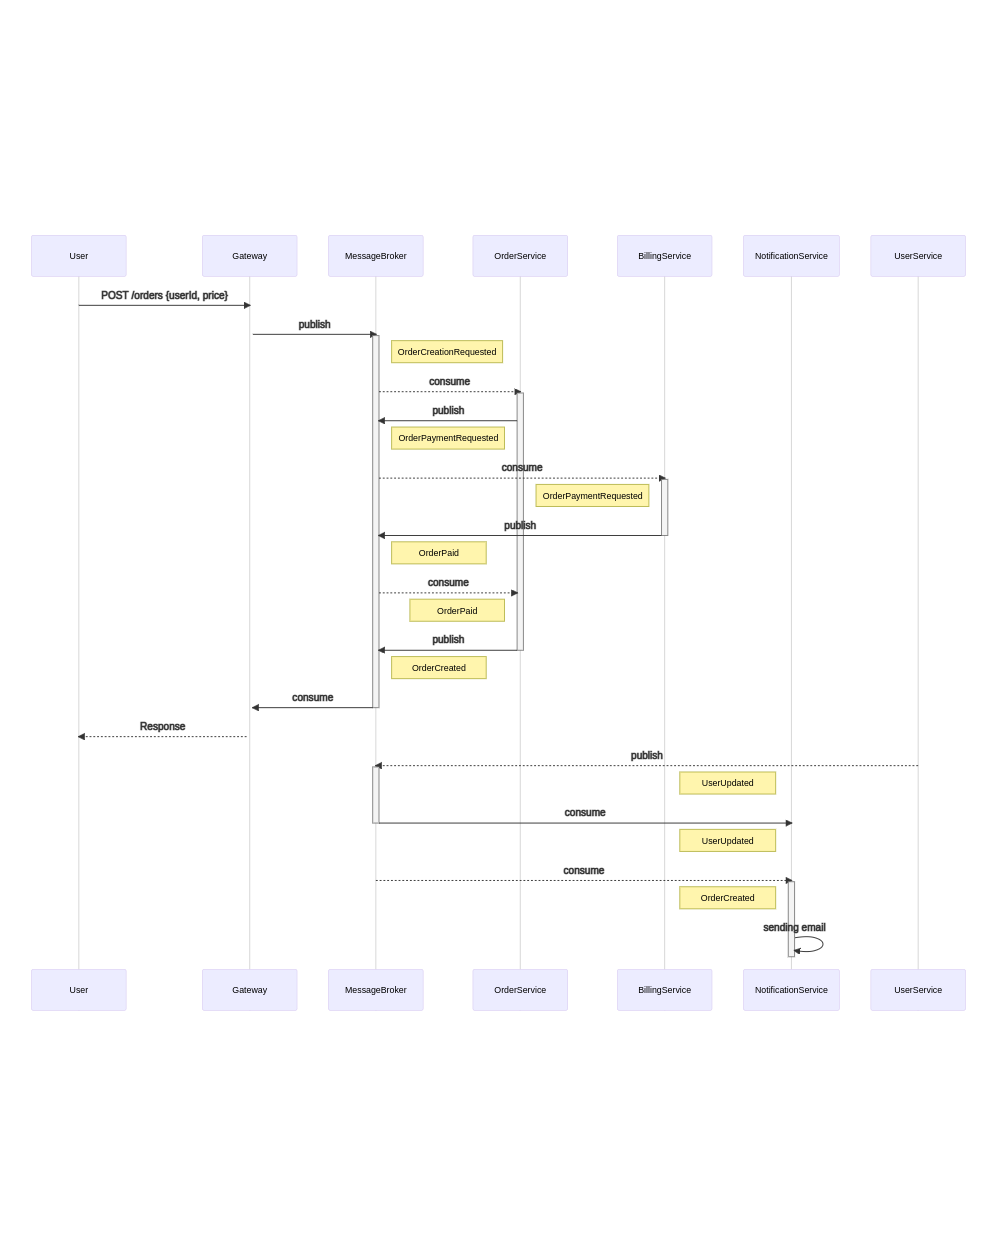 User
Gateway
MessageBroker
OrderService
BillingService
NotificationService
UserService
POST /orders {userId, price}
publish
OrderCreationRequested
consume
publish
OrderPaymentRequested
consume
OrderPaymentRequested
publish
OrderPaid
consume
OrderPaid
publish
OrderCreated
consume
Response
publish
UserUpdated
consume
UserUpdated
consume
OrderCreated
sending email
User
Gateway
MessageBroker
OrderService
BillingService
NotificationService
UserService